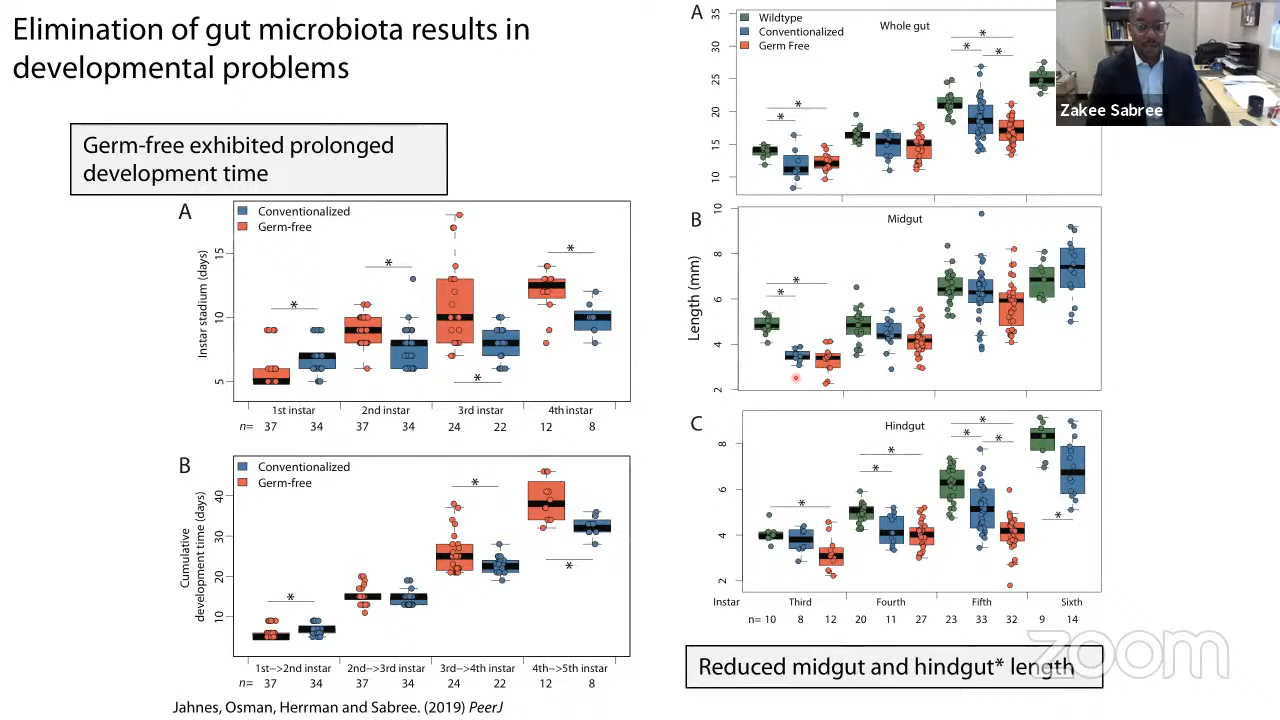 Elimination of gut microbiota results in
developmental problems
Germ-free exhibited prolonged
development time
A
Conventionalized
Germ-free
Instar stadium (days)
15
10
5
*
*
*
*
1st instar 2nd instar 3rd instar 4th instar
n= 37 34 37 34 24 22 12 8
B
Conventionalized
Germ-free
Cumulative
development time (days)
40
30
20
10
*
*
*
1st->2nd instar 2nd->3rd instar 3rd->4th instar 4th->5th instar
n= 37 34 37 34 24 22 12 8
Jahnes, Osman, Herrman and Sabree. (2019) PeerJ
A
Wildtype
Conventionalized
Germ Free
Whole gut
35
30
25
20
15
10
*
*
*
*
*
B
Midgut
Length (mm)
10
8
6
4
2
*
*
C
Hindgut
8
6
4
2
*
*
*
*
*
*
*
Instar Third Fourth Fifth Sixth
n= 10 8 12 20 11 27 23 33 32 9 14
Reduced midgut and hindgut* length
Zakee Sabree
zoom